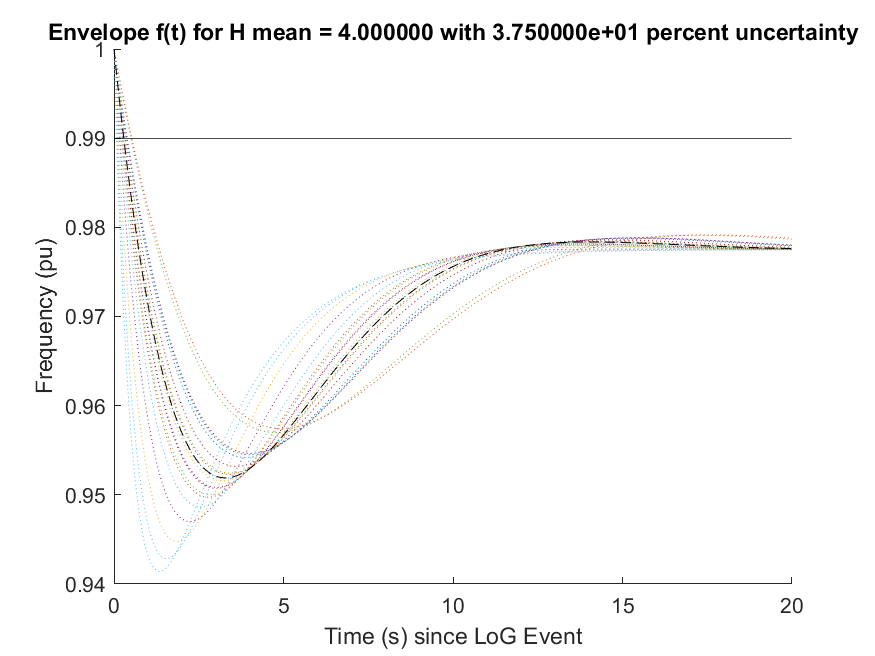 Envelope f(t) for H mean = 4.000000 with 3.750000e+01 percent uncertainty
1
0.99
0.98
0.97
0.96
0.95
0.94
Frequency (pu)
0 5 10 15 20
Time (s) since LoG Event